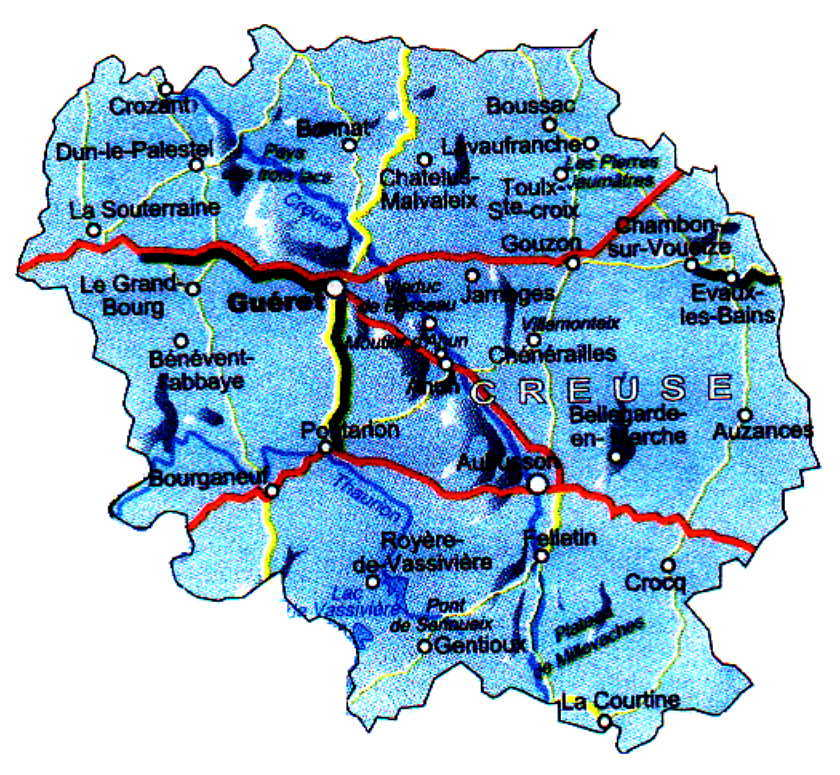 Crozant
Boussac
Bonnat
Lavaufranche
Dun-le-Palestel
Pays
des trois lacs
Les Pierres
Jaumâtres
Chatelus-
Malvaleix
Toulx-
Ste-croix
La Souterraine
Creuse
Chambon-
sur-Voueize
Gouzon
Le Grand-
Bourg
Guéret
Viaduc
de Busseau
Jarnages
Evaux-
les-Bains
Villemonteix
Moutier-d'Ahun
Chénérailles
Bénévent-
l'abbaye
Ahun
CREUSE
Bellegarde-
en-Marche
Auzances
Pontarion
Aubusson
Bourganeuf
Thaurion
Royère-
de-Vassivière
Felletin
Crocq
Lac
de Vassivière
Pont
de Senoueix
Plateau
de Millevaches
Gentioux
La Courtine